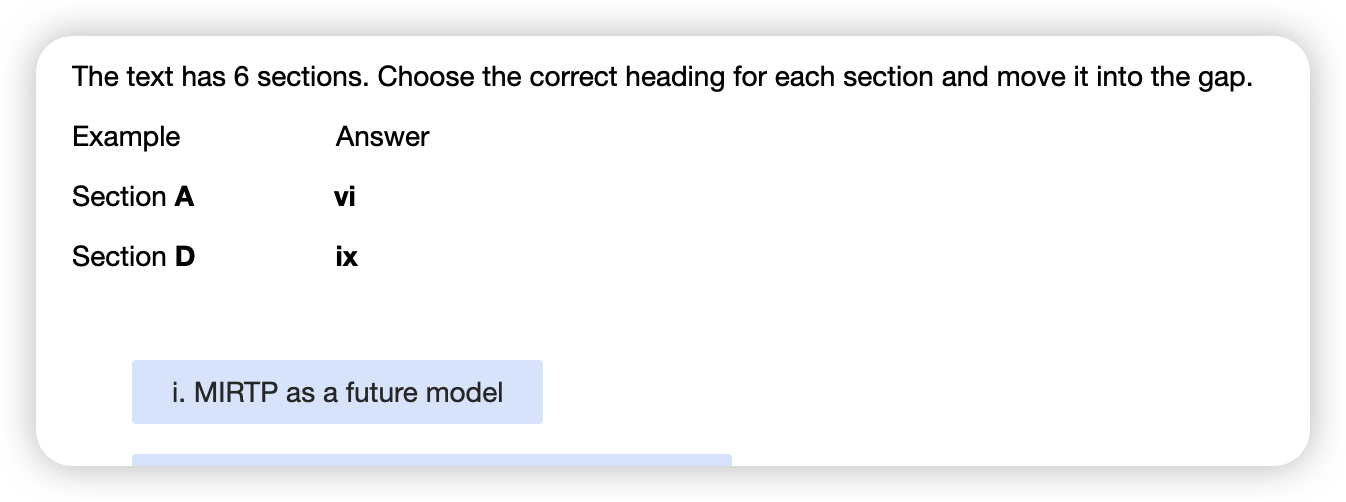 The text has 6 sections. Choose the correct heading for each section and move it into the gap.
Example Answer
Section A vi
Section D ix
i. MIRTP as a future model